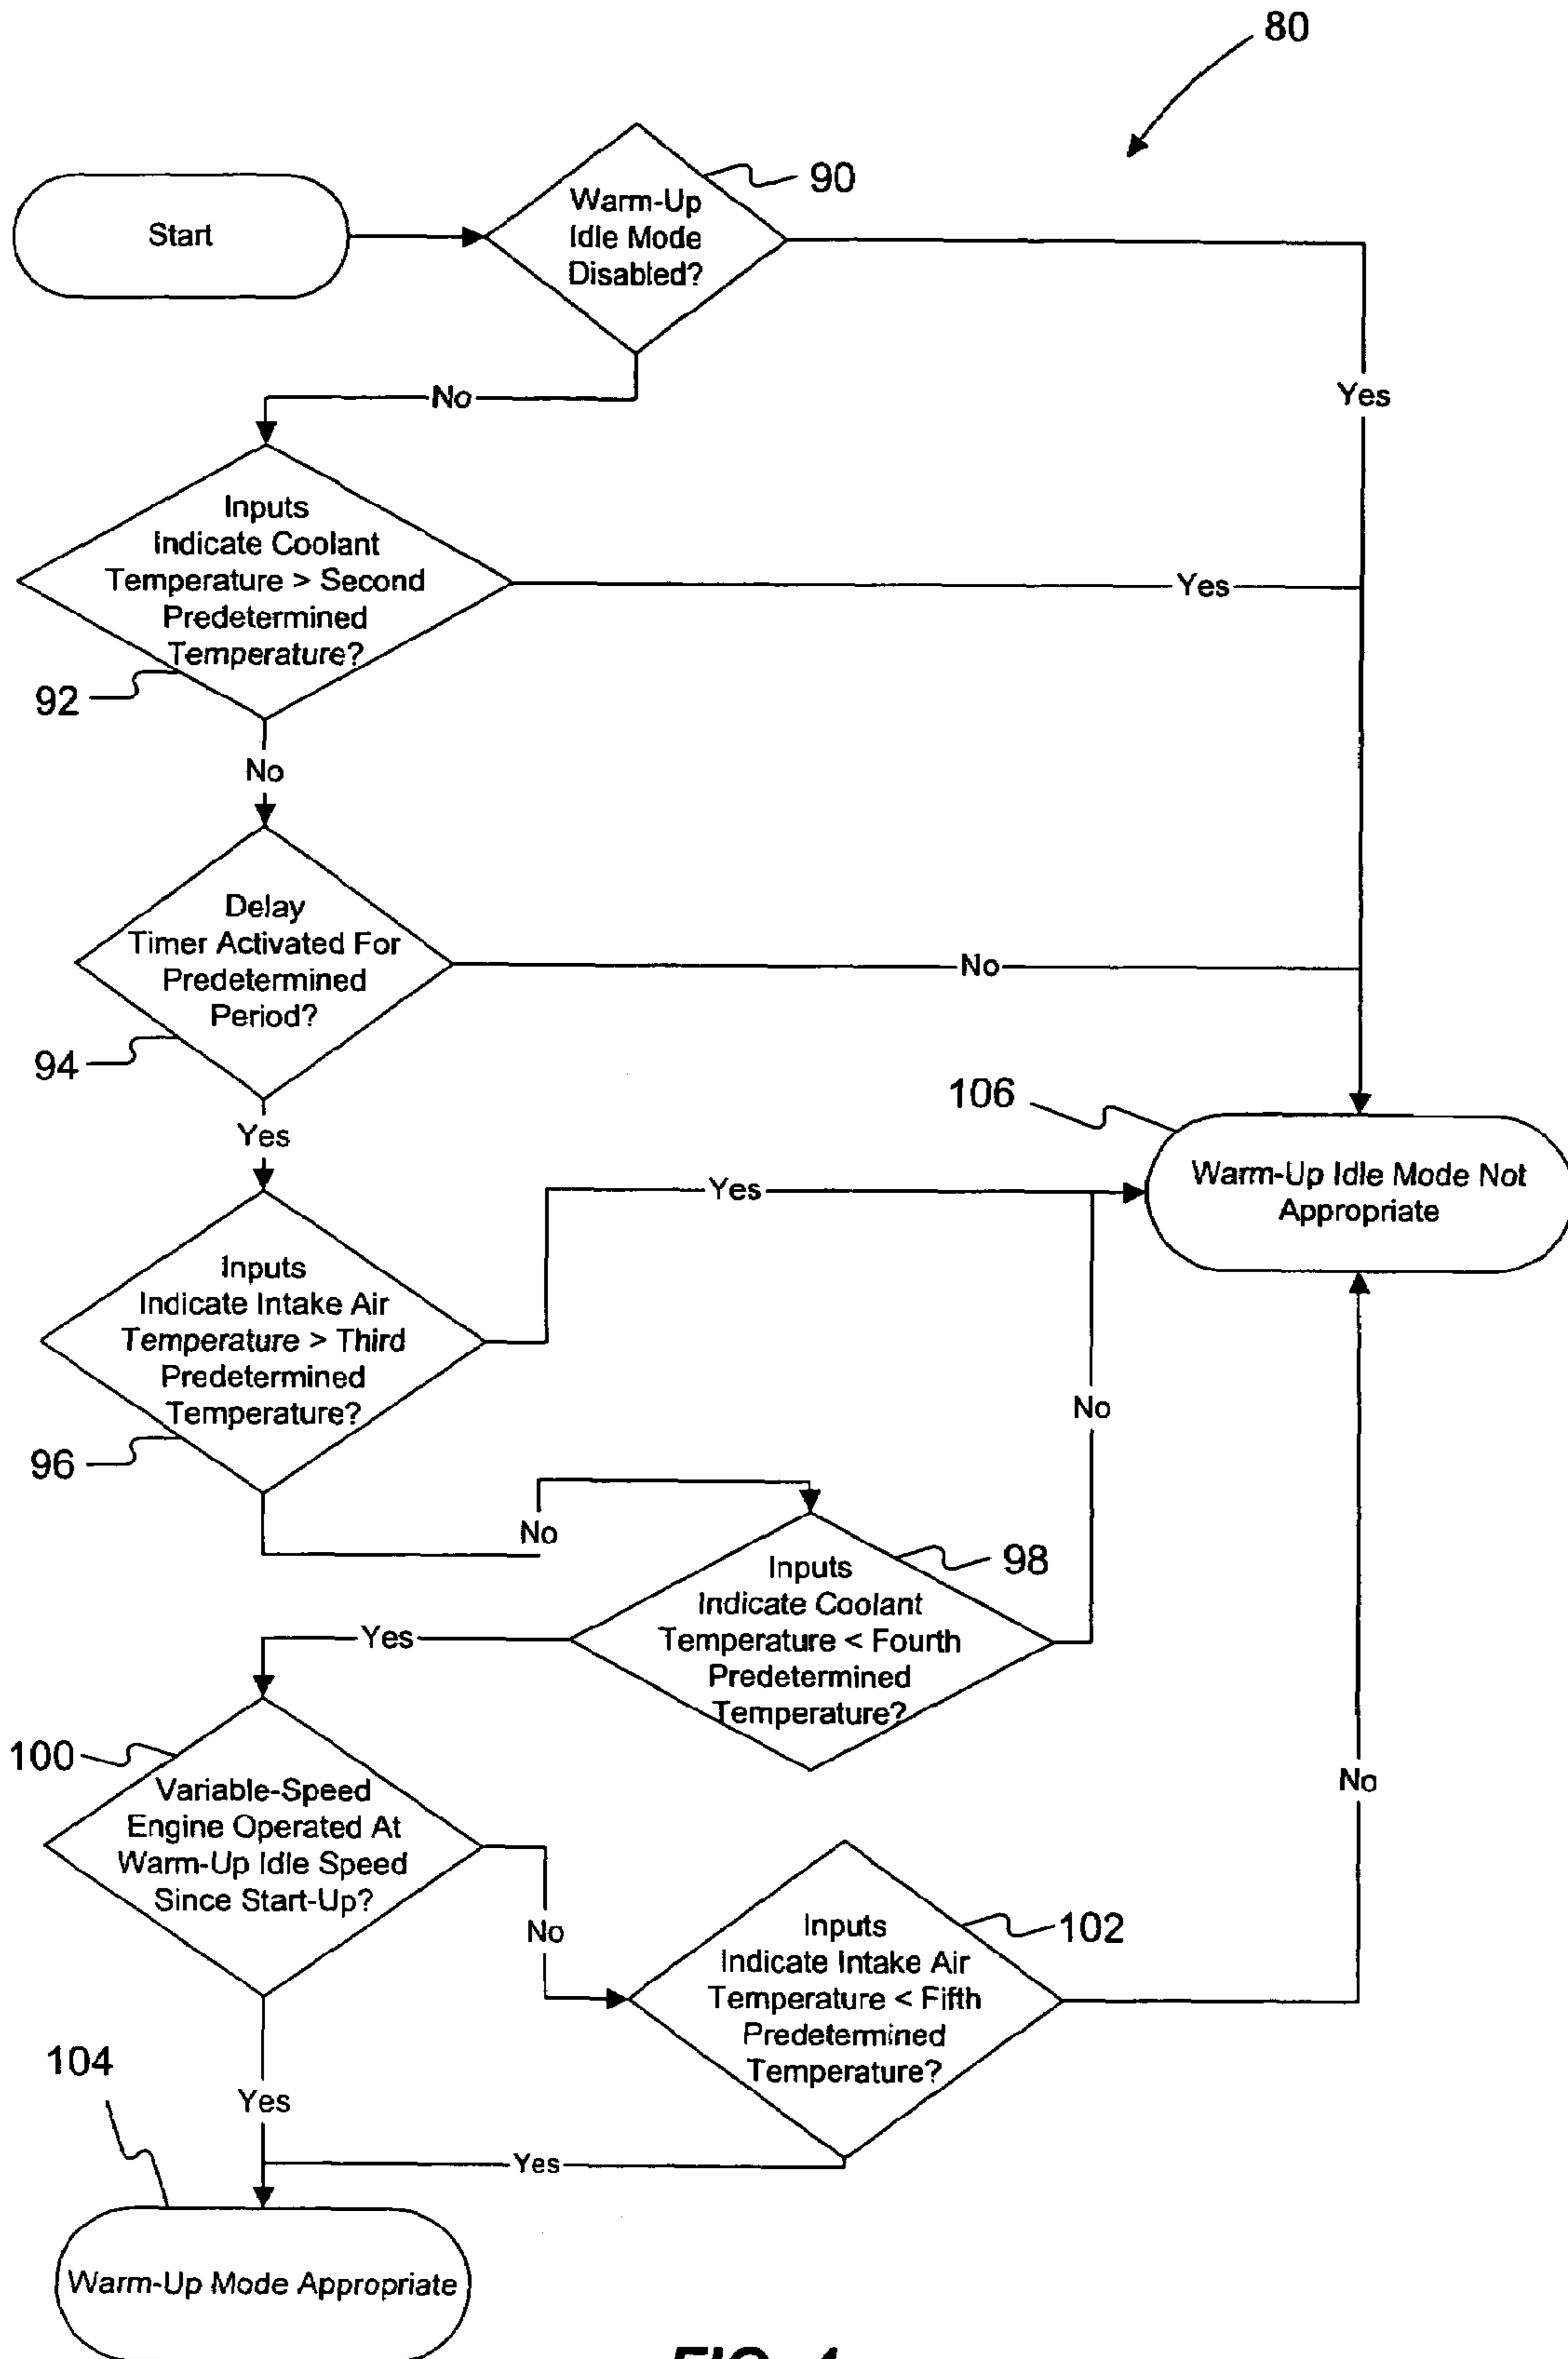 80
Start
Warm-Up
Idle Mode
Disabled?
90
No
Yes
Inputs
Indicate Coolant
Temperature > Second
Predetermined
Temperature?
92
Yes
No
Delay
Timer Activated For
Predetermined
Period?
94
No
Yes
106
Warm-Up Idle Mode Not
Appropriate
Inputs
Indicate Intake Air
Temperature > Third
Predetermined
Temperature?
96
Yes
No
No
Inputs
Indicate Coolant
Temperature < Fourth
Predetermined
Temperature?
98
Yes
100
Variable-Speed
Engine Operated At
Warm-Up Idle Speed
Since Start-Up?
No
No
Inputs
Indicate Intake Air
Temperature < Fifth
Predetermined
Temperature?
102
104
Yes
Yes
Warm-Up Mode Appropriate